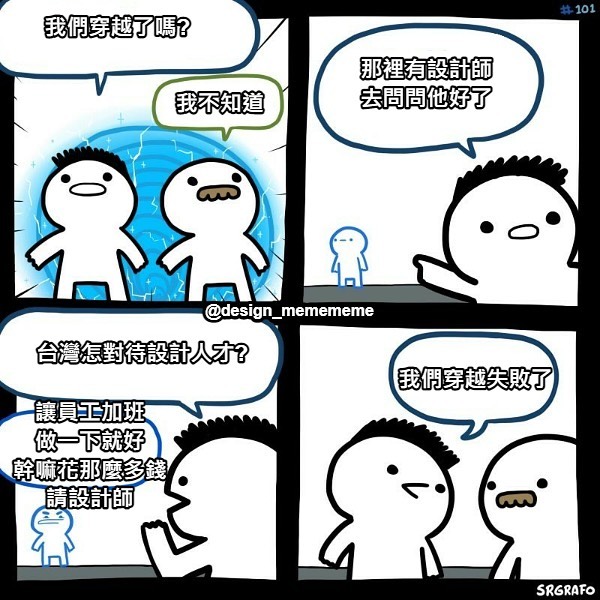 #101
我們穿越了嗎?
我不知道
那裡有設計師
去問問他好了
@design_memememe
台灣怎對待設計人才?
讓員工加班
做一下就好
幹嘛花那麼多錢
請設計師
我們穿越失敗了
SRGRAFO